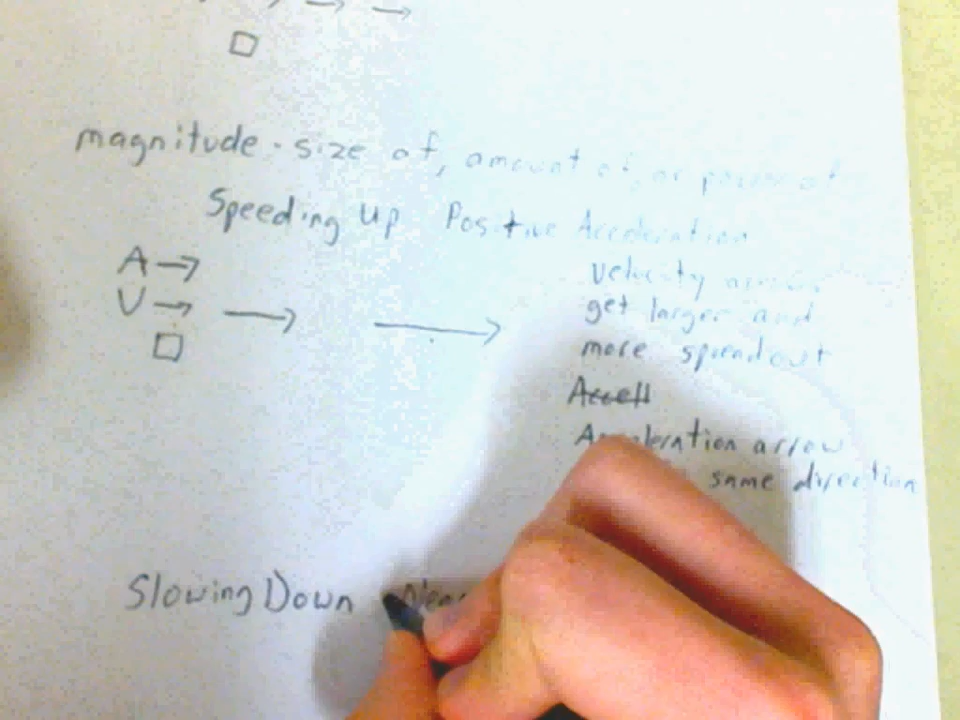 magnitude - size of, amount of, or power of
Speeding up Positive Acceleration
A
V
velocity arrows
get larger and
more spread out
Accell
Acceleration arrow
same direction
Slowing Down